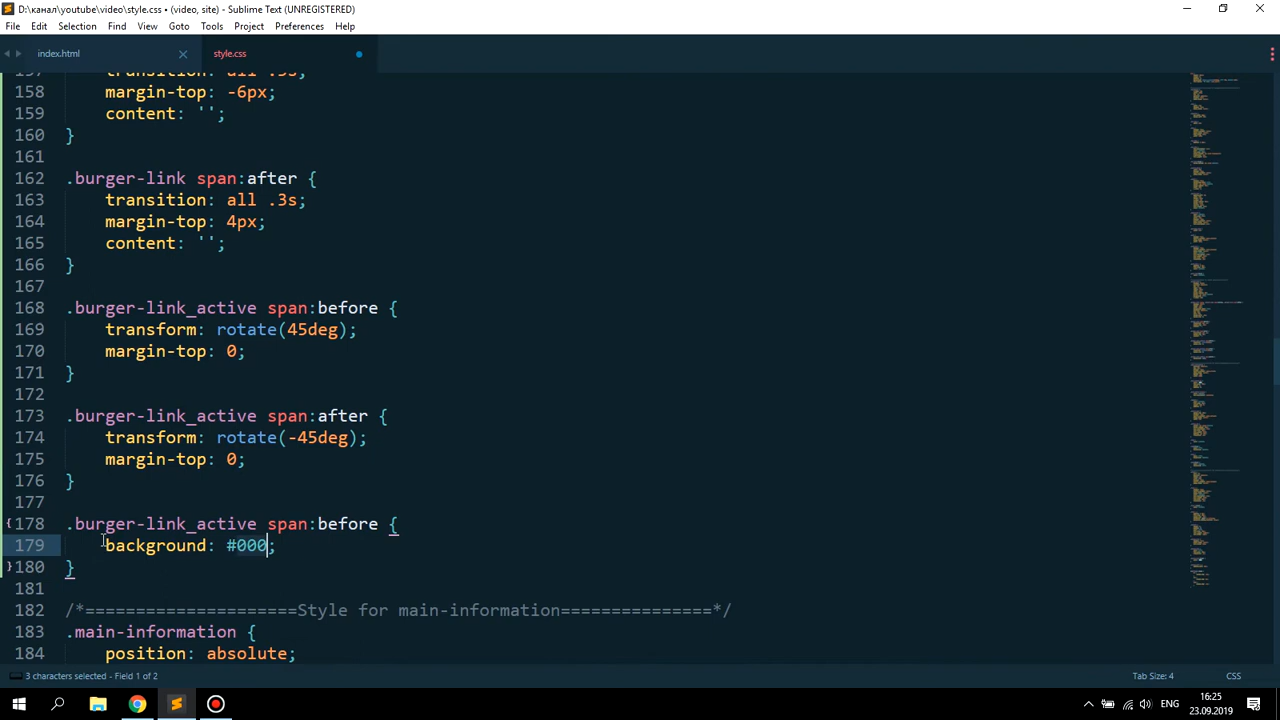 D:\канал\youtube\video\style.css • (video, site) - Sublime Text (UNREGISTERED)
File Edit Selection Find View Goto Tools Project Preferences Help
index.html style.css
157 transition: all .3s;
158 margin-top: -6px;
159 content: '';
160 }
161
162 .burger-link span:after {
163 transition: all .3s;
164 margin-top: 4px;
165 content: '';
166 }
167
168 .burger-link_active span:before {
169 transform: rotate(45deg);
170 margin-top: 0;
171 }
172
173 .burger-link_active span:after {
174 transform: rotate(-45deg);
175 margin-top: 0;
176 }
177
178 .burger-link_active span:before {
179 background: #000;
180 }
181
182 /*=====================Style for main-information===============*/
183 .main-information {
184 position: absolute;
3 characters selected - Field 1 of 2 Tab Size: 4 CSS
ENG 16:25
23.09.2019